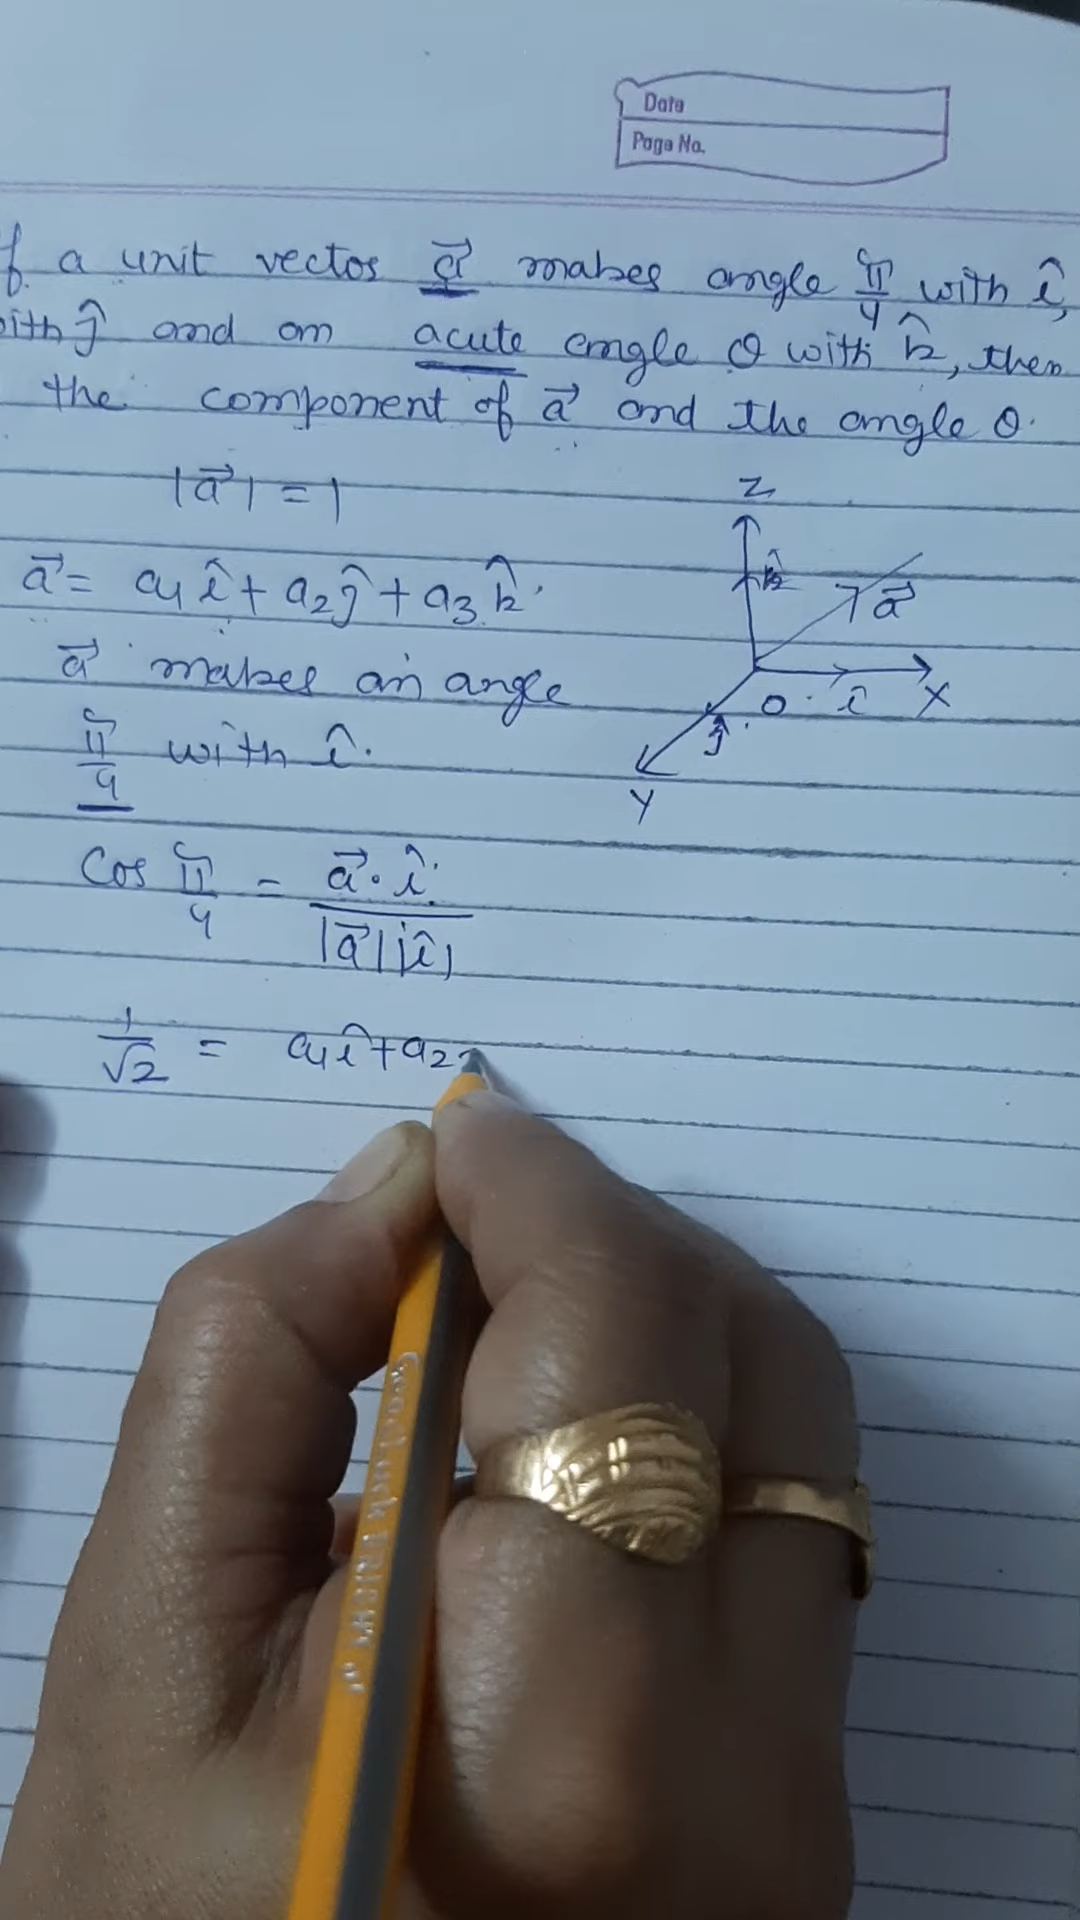 Date
Page No.
f a unit vector a⃗ makes angle π/4 with î,
ith ĵ and an acute angle θ with k̂, then
the component of a⃗ and the angle θ.
|a⃗| = 1
a⃗ = a₁î + a₂ĵ + a₃k̂.
a⃗ makes an angle
π/4 with î.
Cos π/4 = a⃗·î / |a⃗||î|
1/√2 = a₁î + a₂
Z
k̂
a⃗
O
î
X
ĵ
Y